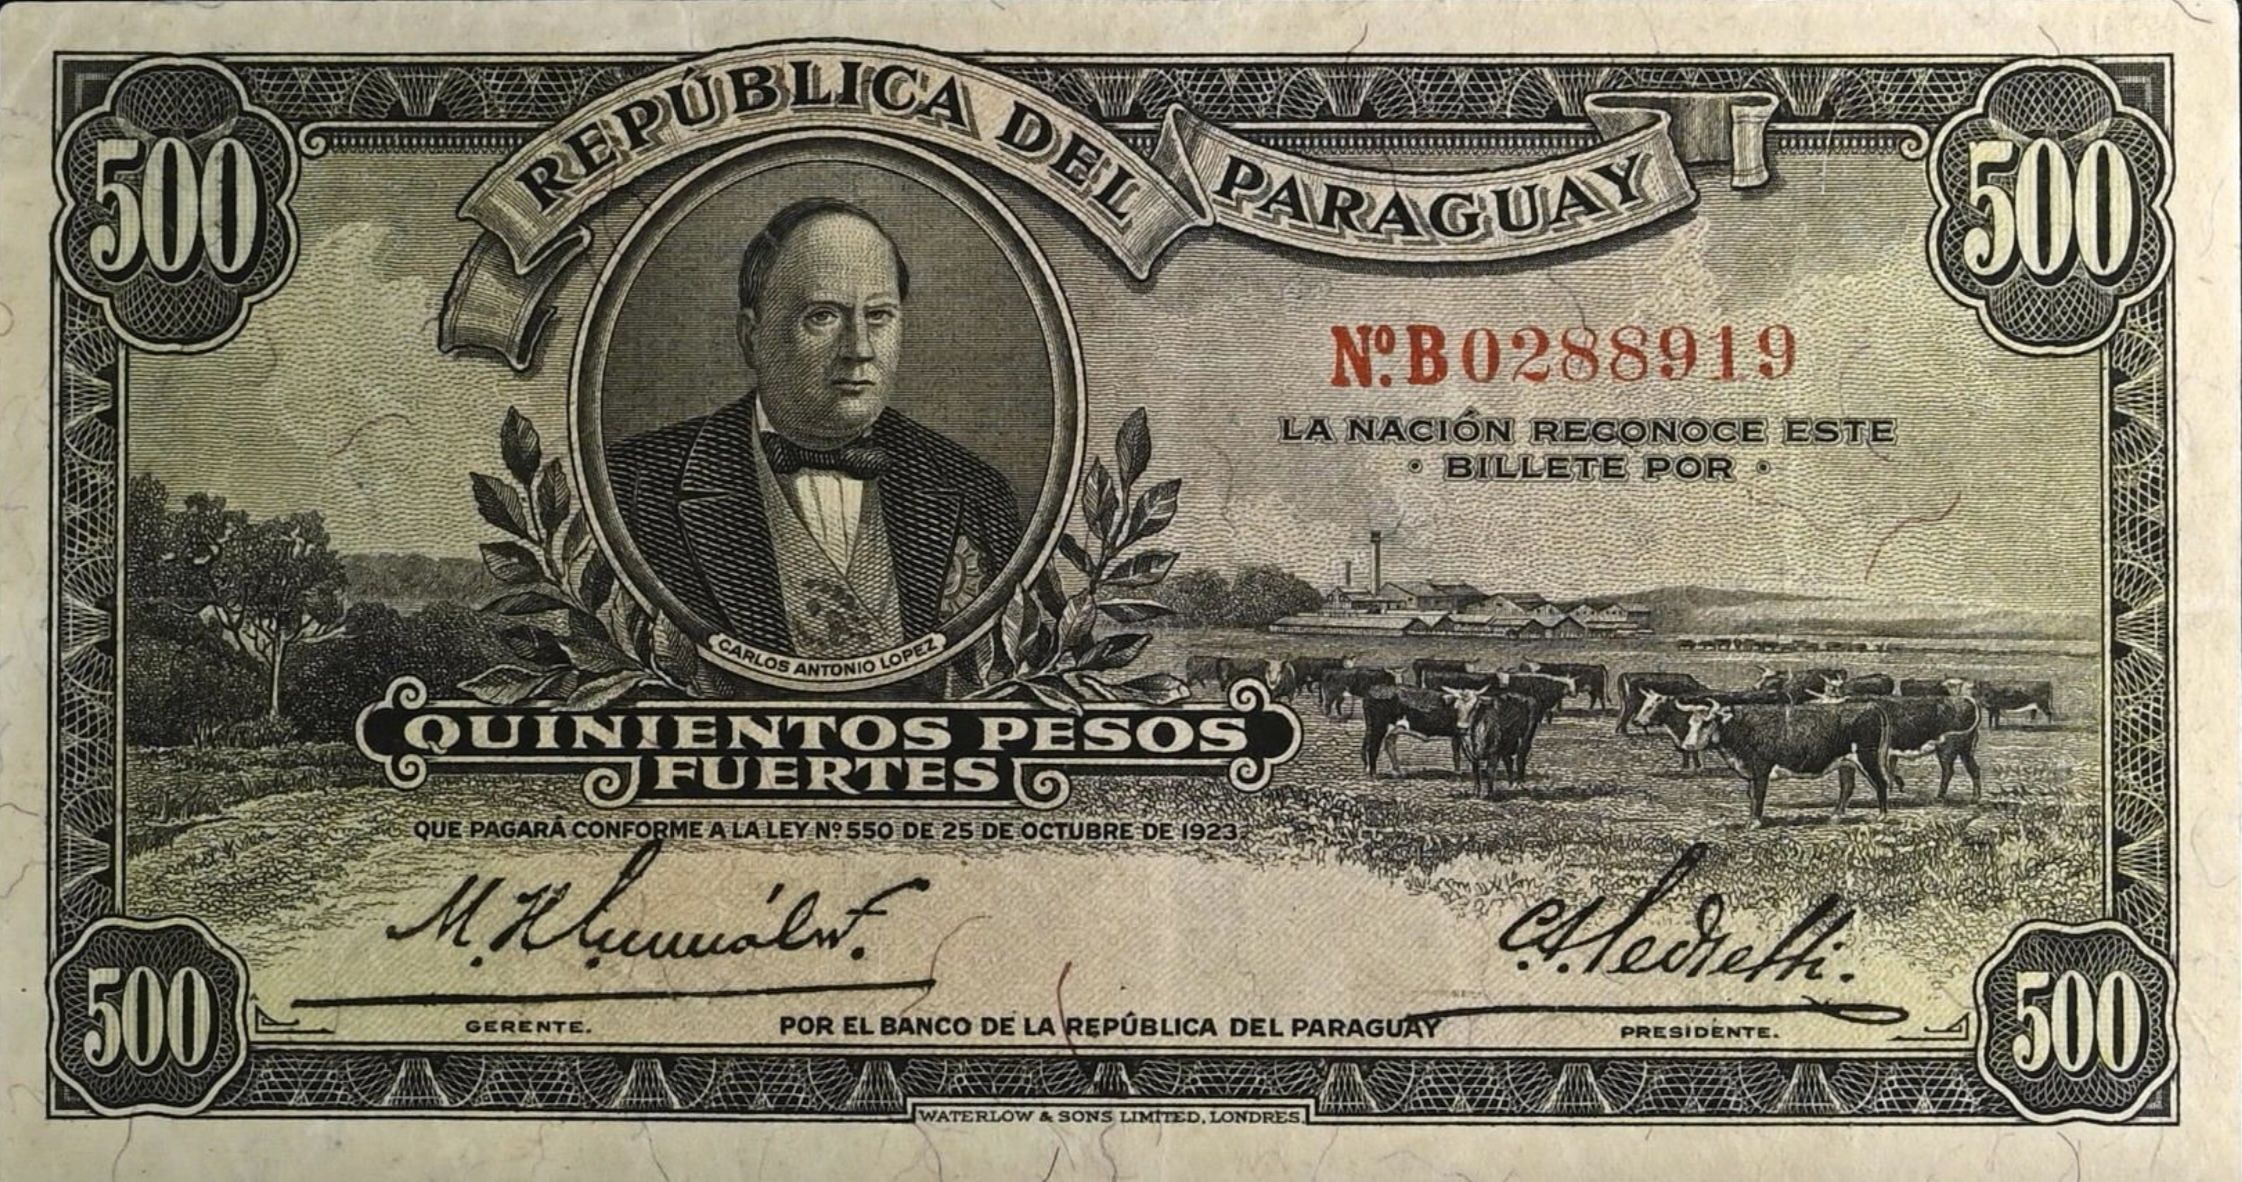 REPÚBLICA DEL PARAGUAY
500
500
Nº.B0288919
LA NACIÓN RECONOCE ESTE
• BILLETE POR •
CARLOS ANTONIO LOPEZ
QUINIENTOS PESOS
FUERTES
QUE PAGARÁ CONFORME A LA LEY Nº 550 DE 25 DE OCTUBRE DE 1923.
500
GERENTE.
POR EL BANCO DE LA REPÚBLICA DEL PARAGUAY
PRESIDENTE.
500
WATERLOW & SONS LIMITED, LONDRES.